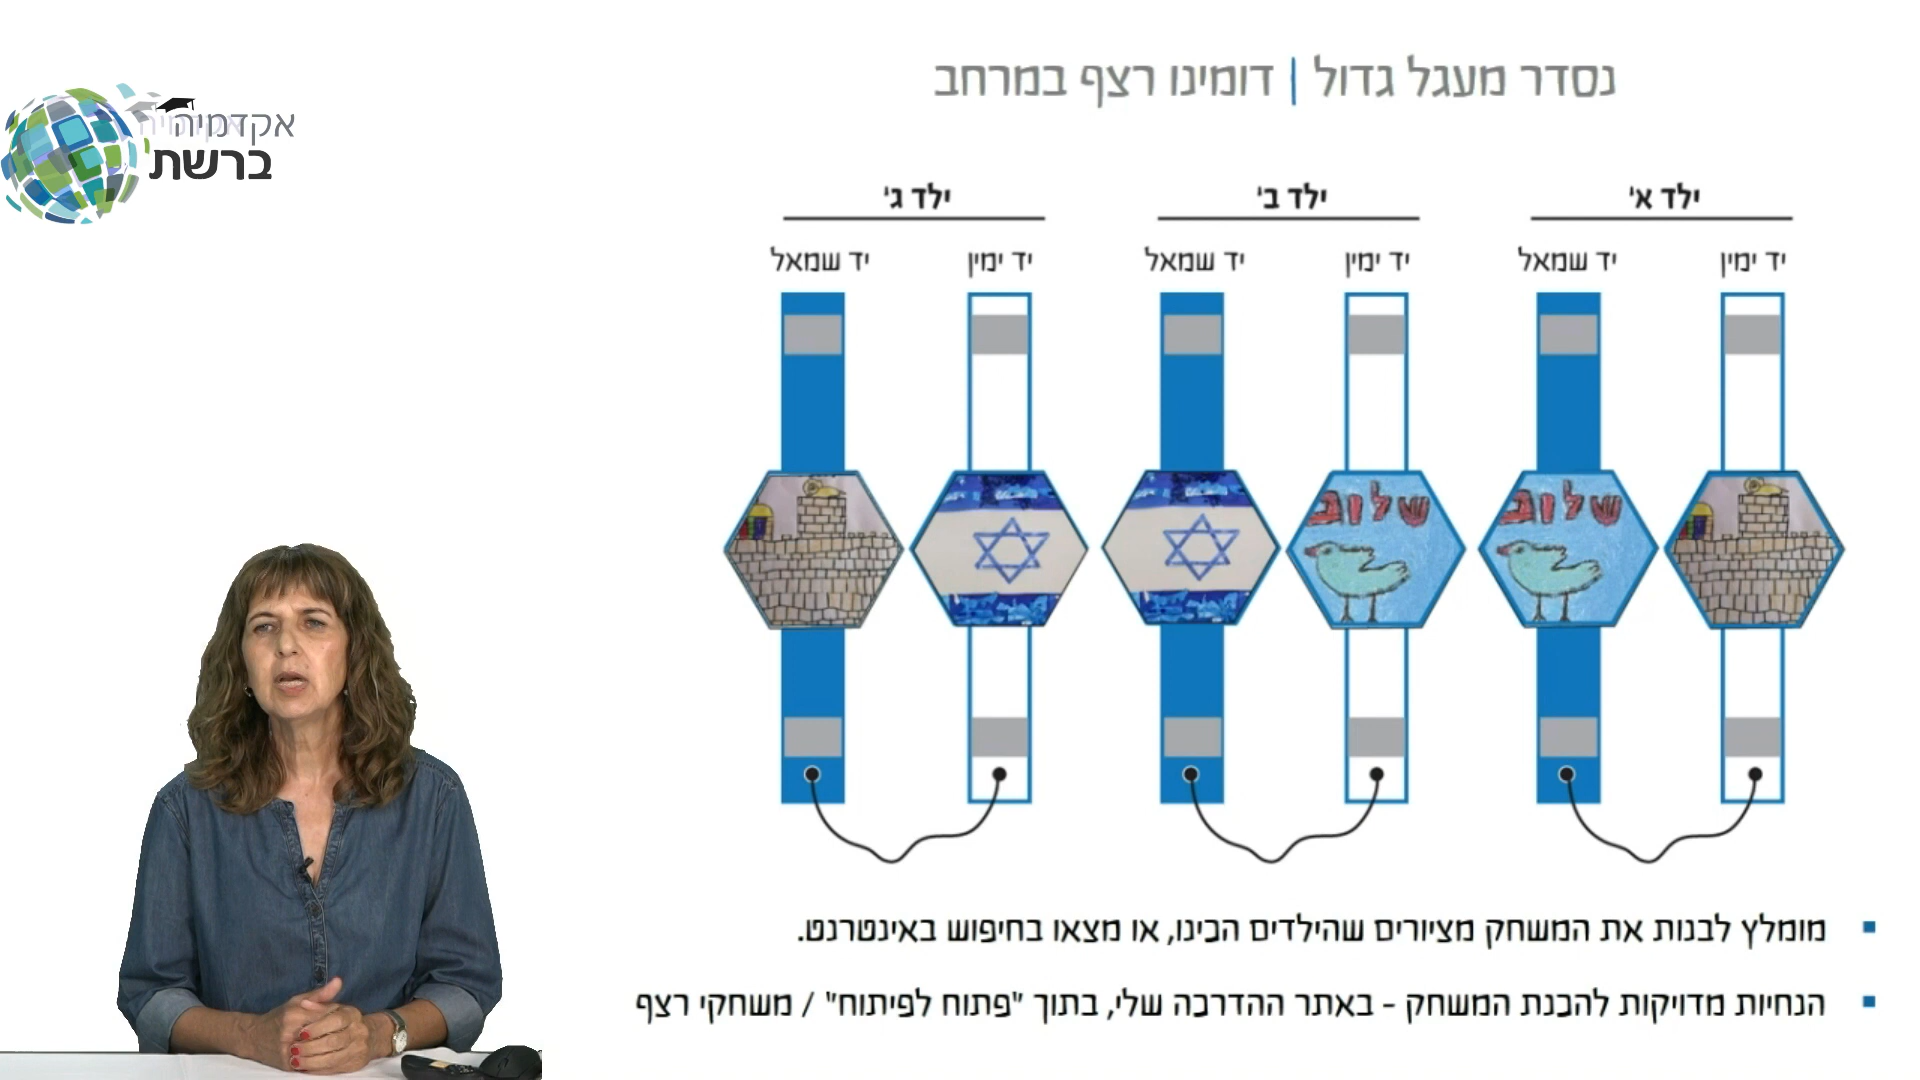 נסדר מעגל גדול | דומינו רצף במרחב
אקדמיה
ברשת
ילד א'
ילד ב'
ילד ג'
יד ימין
יד שמאל
יד ימין
יד שמאל
יד ימין
יד שמאל
שלום
שלום
מומלץ לבנות את המשחק מציורים שהילדים הכינו, או מצאו בחיפוש באינטרנט.
הנחיות מדויקות להכנת המשחק - באתר ההדרכה שלי, בתוך "פתוח לפיתוח" / משחקי רצף